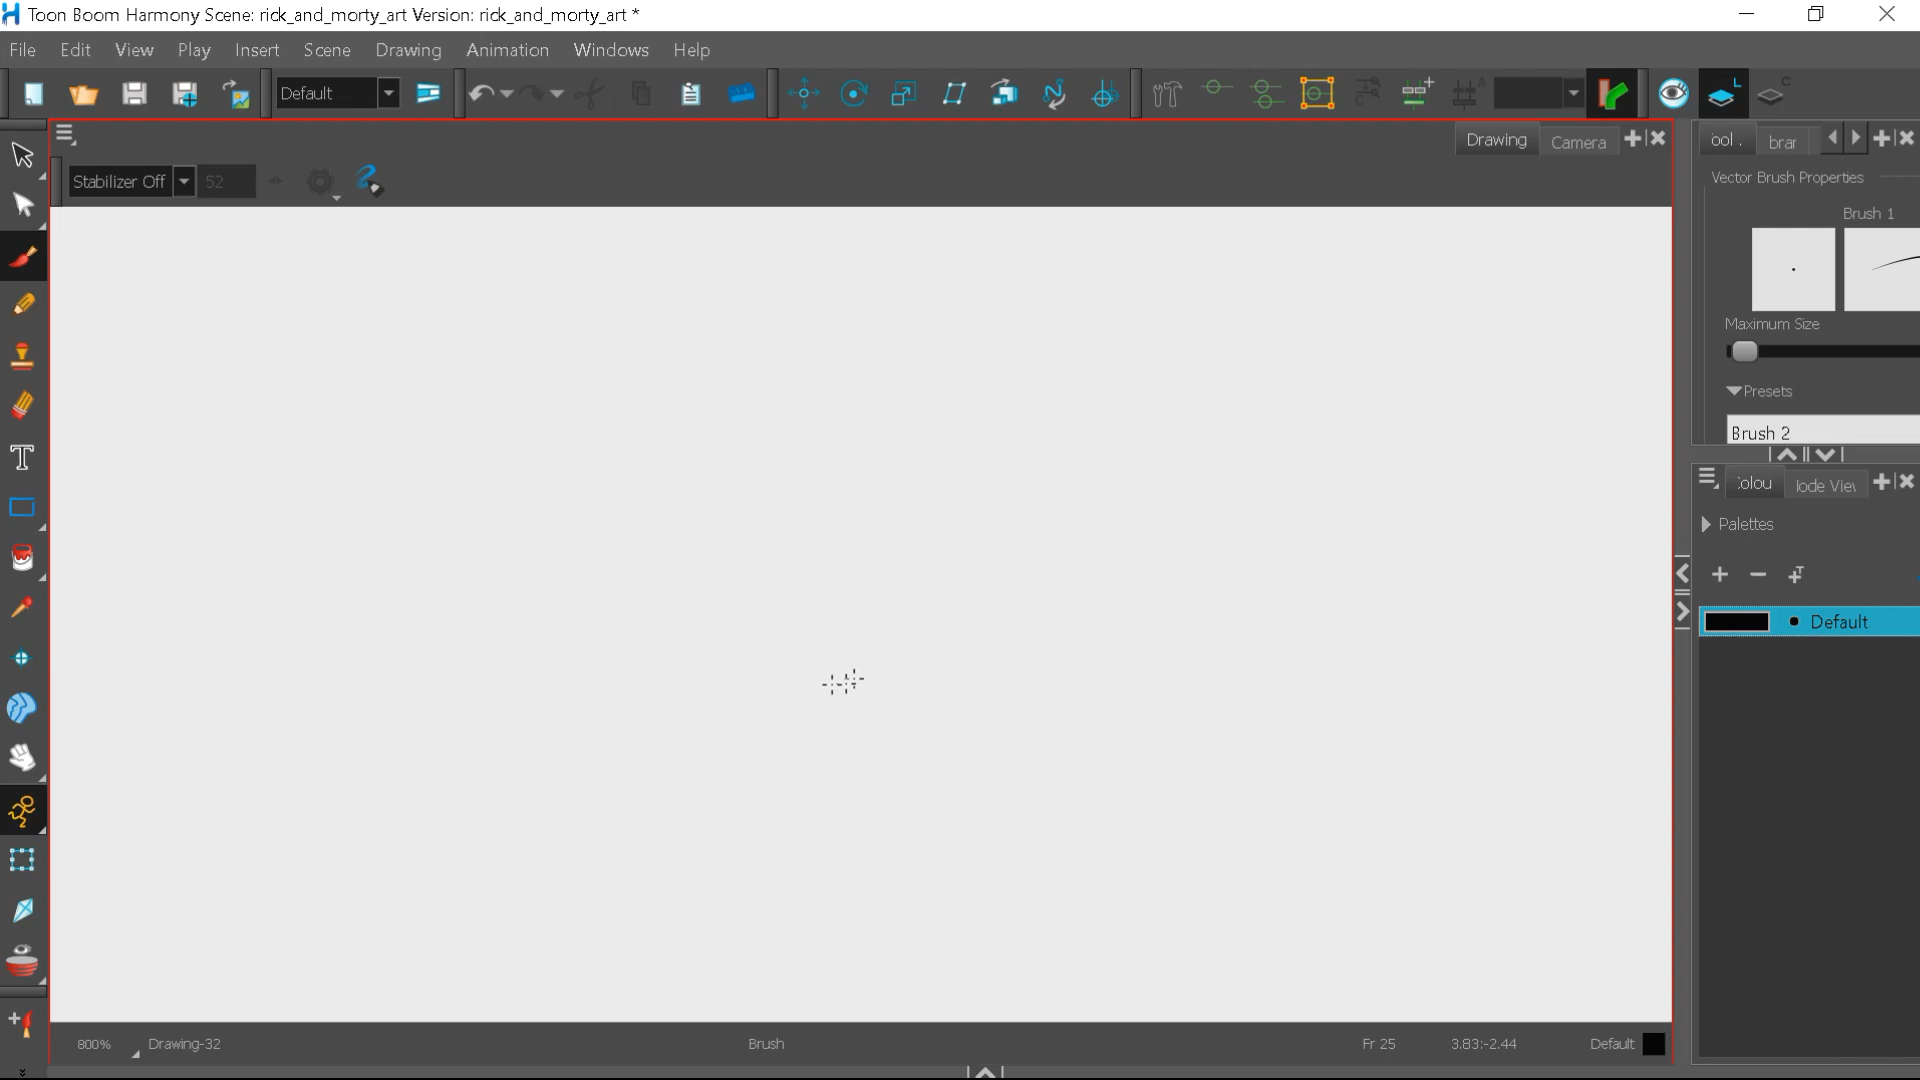 Toon Boom Harmony Scene: rick_and_morty_art Version: rick_and_morty_art *
File Edit View Play Insert Scene Drawing Animation Windows Help
Default
L
C
Drawing Camera
ool . brar
Stabilizer Off 52
Vector Brush Properties
Brush 1
Maximum Size
Presets
Brush 2
:olou lode Vie
Palettes
Default
800% Drawing-32 Brush Fr 25 3.83:-2.44 Default